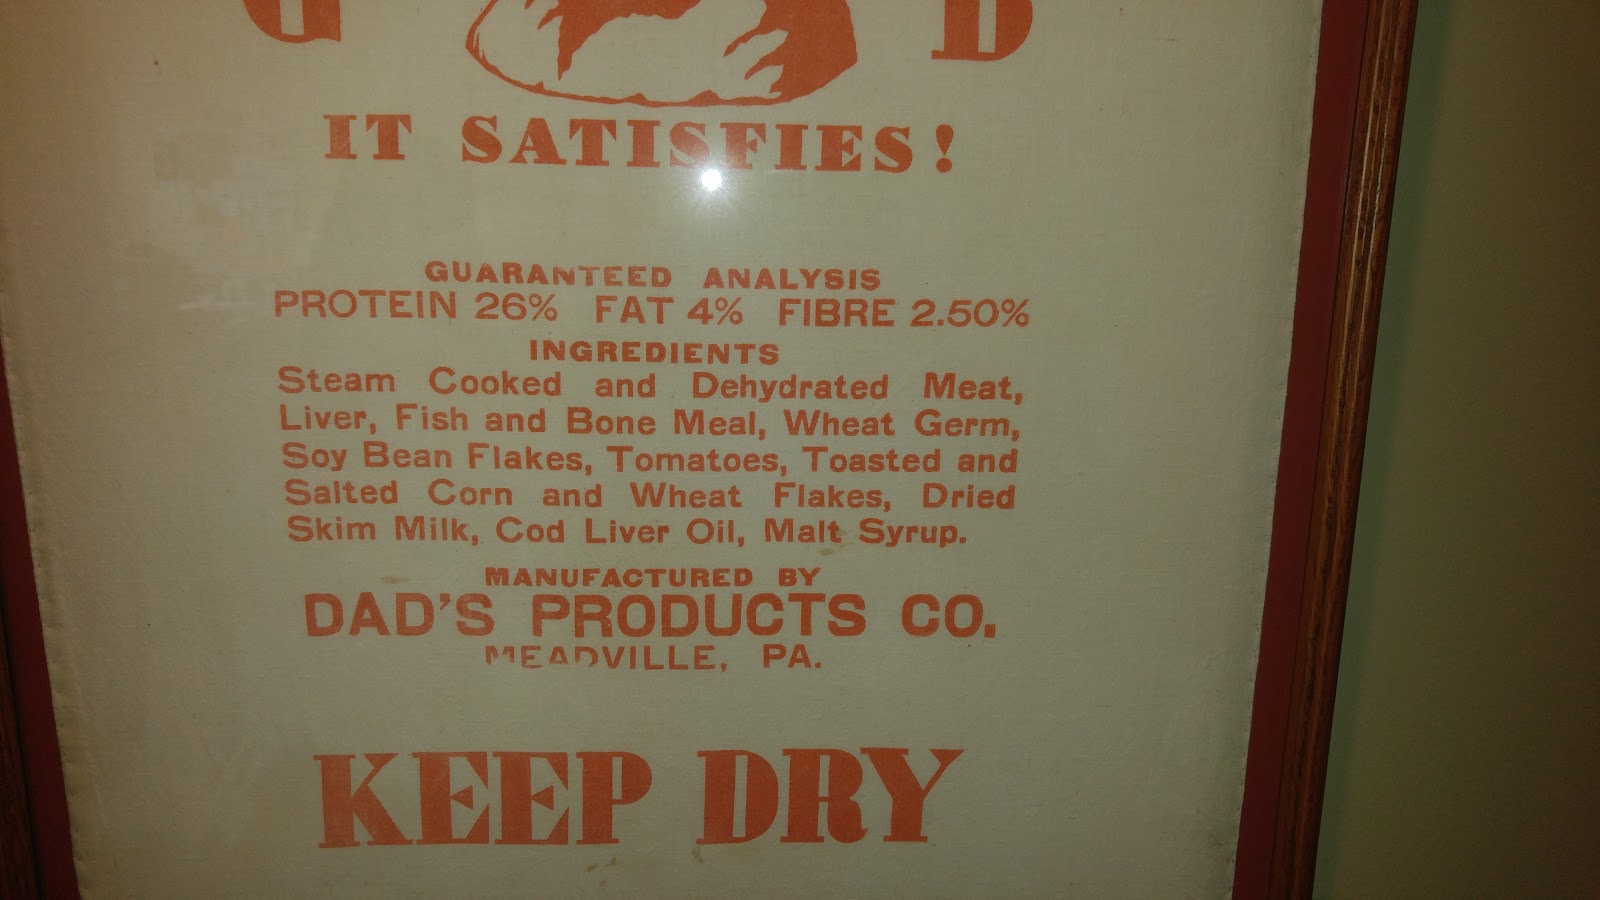 G D
IT SATISFIES!
GUARANTEED ANALYSIS
PROTEIN 26% FAT 4% FIBRE 2.50%
INGREDIENTS
Steam Cooked and Dehydrated Meat,
Liver, Fish and Bone Meal, Wheat Germ,
Soy Bean Flakes, Tomatoes, Toasted and
Salted Corn and Wheat Flakes, Dried
Skim Milk, Cod Liver Oil, Malt Syrup.
MANUFACTURED BY
DAD'S PRODUCTS CO.
MEADVILLE, PA.
KEEP DRY